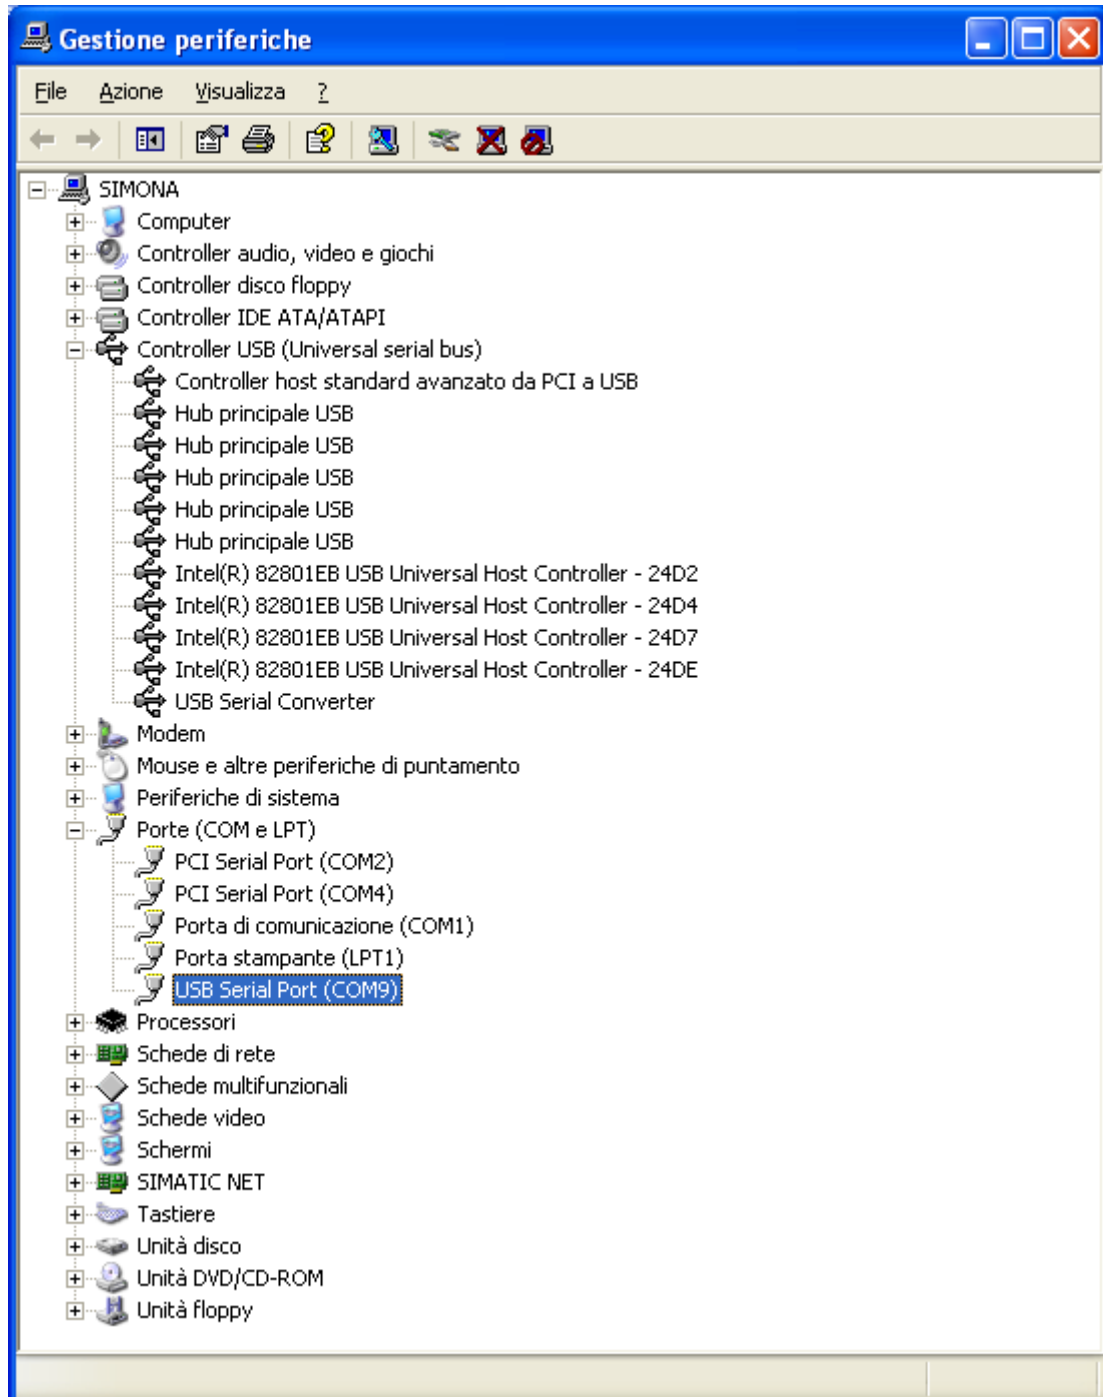 Gestione periferiche
File Azione Visualizza ?
SIMONA
Computer
Controller audio, video e giochi
Controller disco floppy
Controller IDE ATA/ATAPI
Controller USB (Universal serial bus)
Controller host standard avanzato da PCI a USB
Hub principale USB
Hub principale USB
Hub principale USB
Hub principale USB
Hub principale USB
Intel(R) 82801EB USB Universal Host Controller - 24D2
Intel(R) 82801EB USB Universal Host Controller - 24D4
Intel(R) 82801EB USB Universal Host Controller - 24D7
Intel(R) 82801EB USB Universal Host Controller - 24DE
USB Serial Converter
Modem
Mouse e altre periferiche di puntamento
Periferiche di sistema
Porte (COM e LPT)
PCI Serial Port (COM2)
PCI Serial Port (COM4)
Porta di comunicazione (COM1)
Porta stampante (LPT1)
USB Serial Port (COM9)
Processori
Schede di rete
Schede multifunzionali
Schede video
Schermi
SIMATIC NET
Tastiere
Unità disco
Unità DVD/CD-ROM
Unità floppy